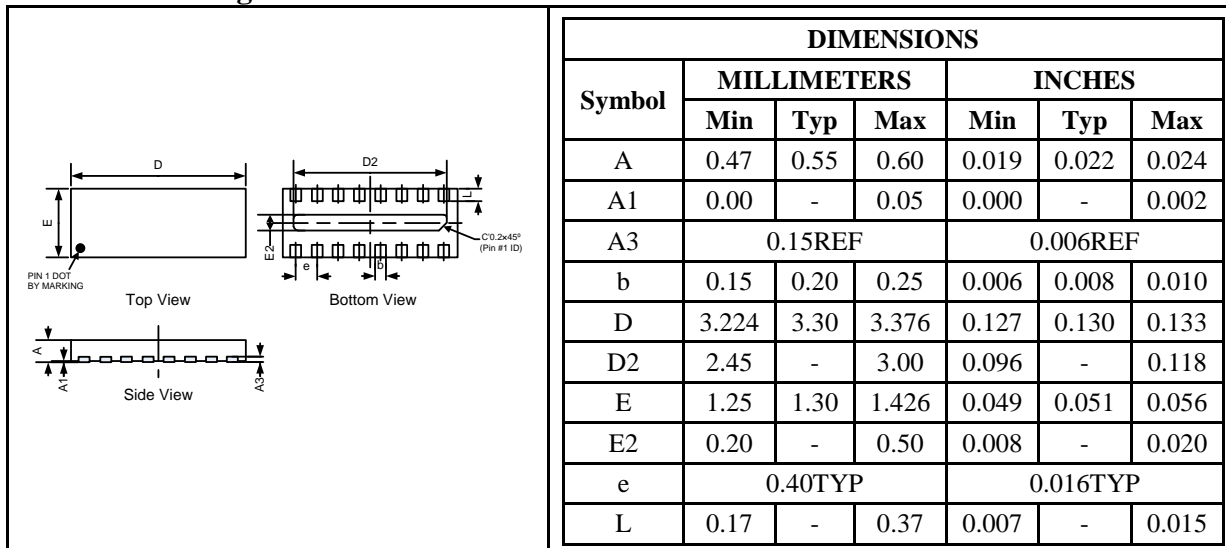 D
E
PIN 1 DOT
BY MARKING
Top View
D2
L
E2
e
b
C'0.2x45º
(Pin #1 ID)
Bottom View
A
A1
A3
Side View
DIMENSIONS
Symbol MILLIMETERS INCHES
Min Typ Max Min Typ Max
A 0.47 0.55 0.60 0.019 0.022 0.024
A1 0.00 - 0.05 0.000 - 0.002
A3 0.15REF 0.006REF
b 0.15 0.20 0.25 0.006 0.008 0.010
D 3.224 3.30 3.376 0.127 0.130 0.133
D2 2.45 - 3.00 0.096 - 0.118
E 1.25 1.30 1.426 0.049 0.051 0.056
E2 0.20 - 0.50 0.008 - 0.020
e 0.40TYP 0.016TYP
L 0.17 - 0.37 0.007 - 0.015